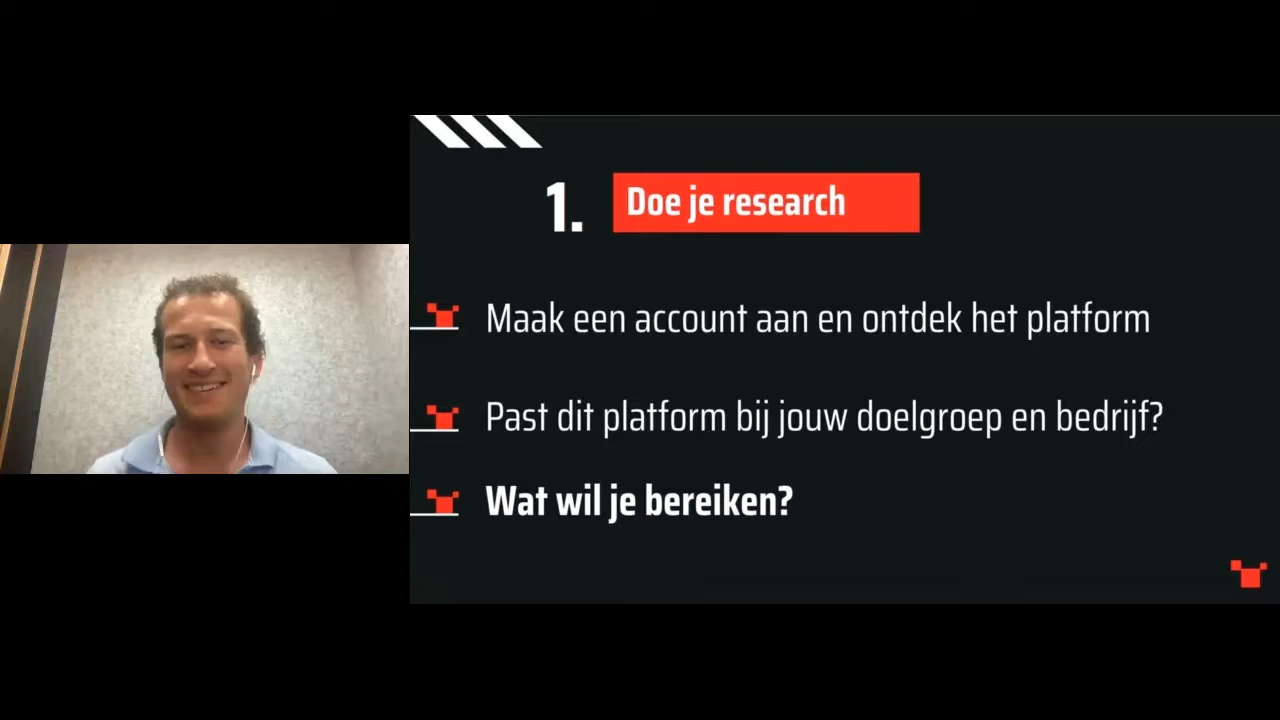 1.
Doe je research
Maak een account aan en ontdek het platform
Past dit platform bij jouw doelgroep en bedrijf?
Wat wil je bereiken?